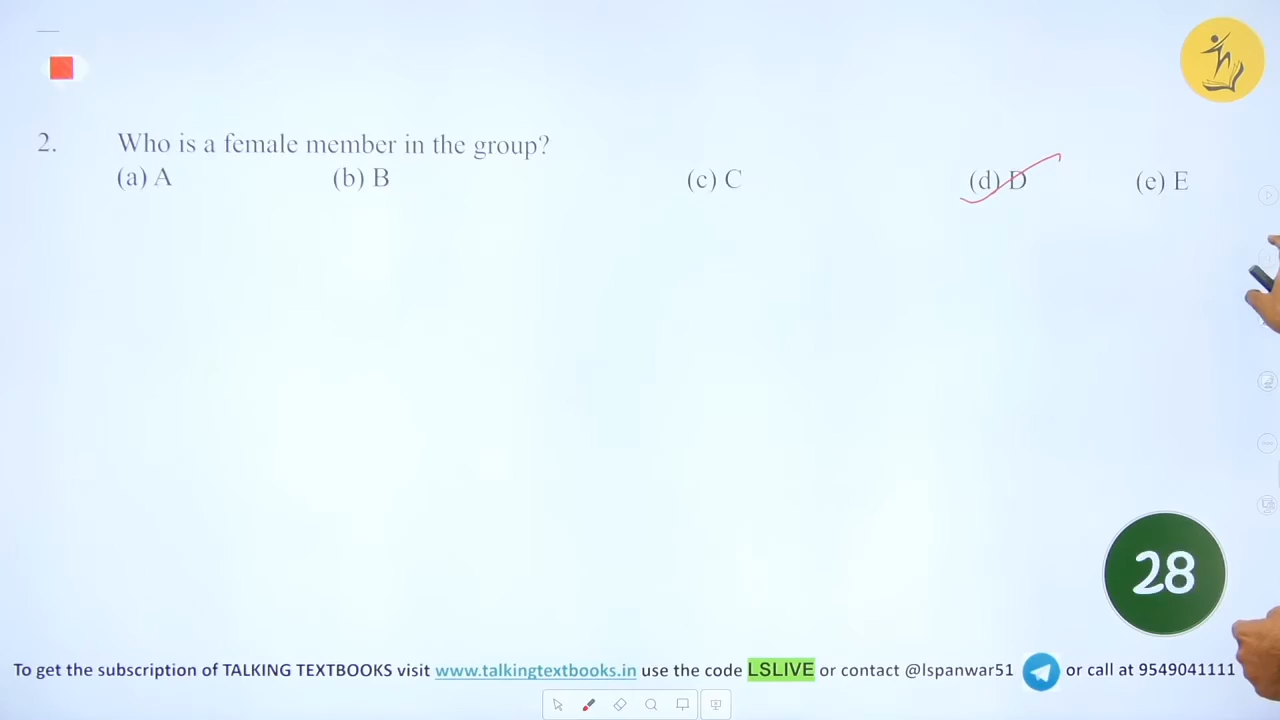 2. Who is a female member in the group?
(a) A (b) B (c) C (d) D (e) E
28
To get the subscription of TALKING TEXTBOOKS visit www.talkingtextbooks.in use the code LSLIVE or contact @lspanwar51 or call at 9549041111